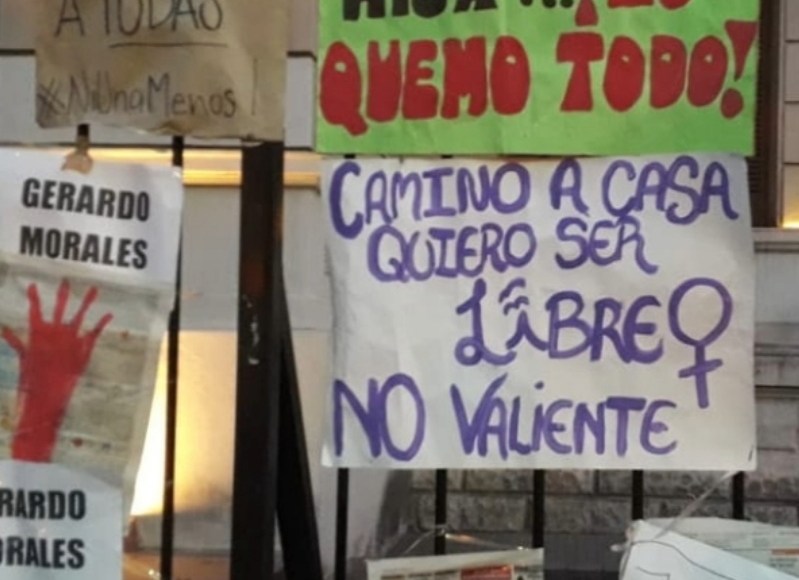 A TODAS
#NiUnaMenos!
QUEMO TODO!
GERARDO
MORALES
CAMINO A CASA
QUIERO SER
LIBRE
NO VALIENTE
RARDO
ORALES